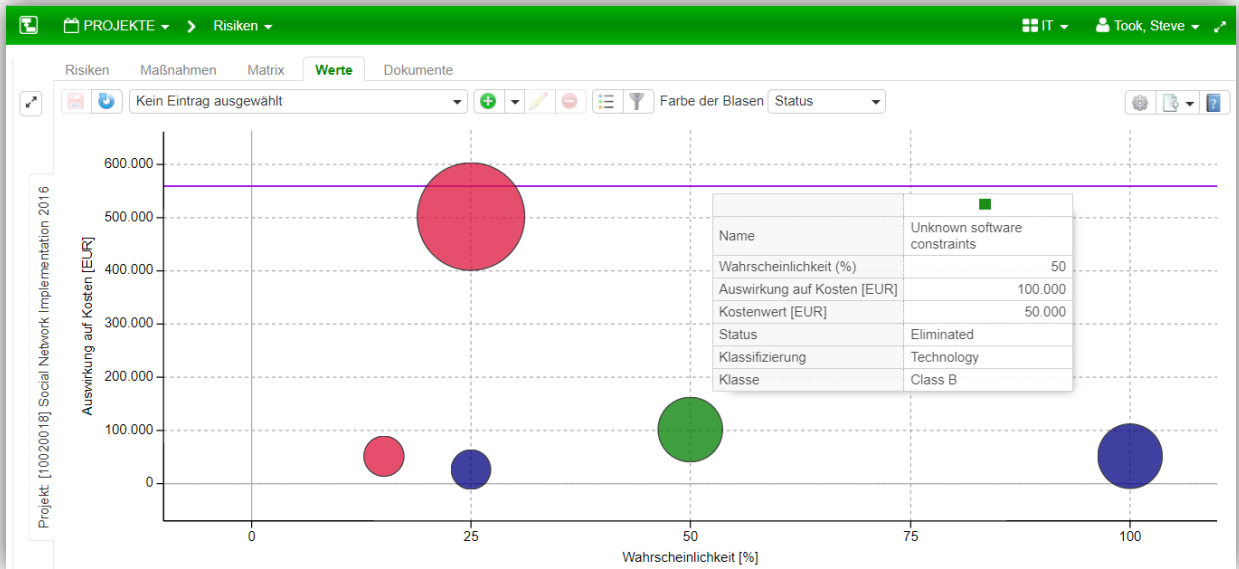 PROJEKTE
Risiken
IT
Took, Steve
Risiken Maßnahmen Matrix Werte Dokumente
Kein Eintrag ausgewählt
Farbe der Blasen Status
Projekt: [10020018] Social Network Implementation 2016
Auswirkung auf Kosten [EUR]
600.000
500.000
400.000
300.000
200.000
100.000
0
Name Unknown software
constraints
Wahrscheinlichkeit (%) 50
Auswirkung auf Kosten [EUR] 100.000
Kostenwert [EUR] 50.000
Status Eliminated
Klassifizierung Technology
Klasse Class B
0 25 50 75 100
Wahrscheinlichkeit [%]